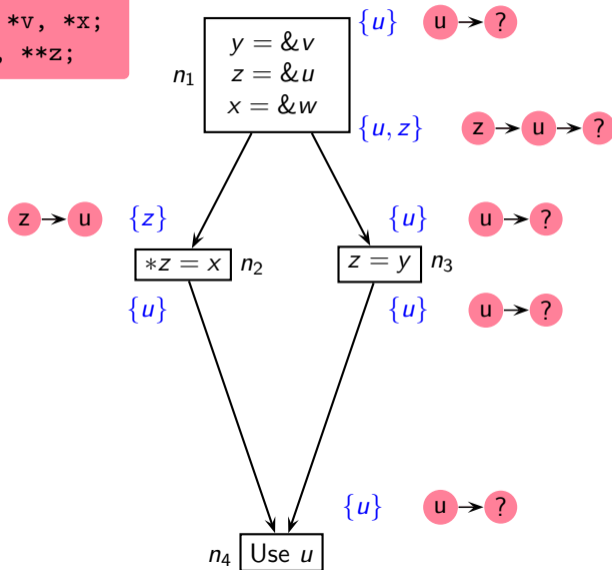 *v, *x;
, **z;
{u} u → ?
y = &v
n1 z = &u
x = &w
{u, z} z → u → ?
z → u {z} {u} u → ?
*z = x n2 z = y n3
{u} {u} u → ?
{u} u → ?
n4 Use u